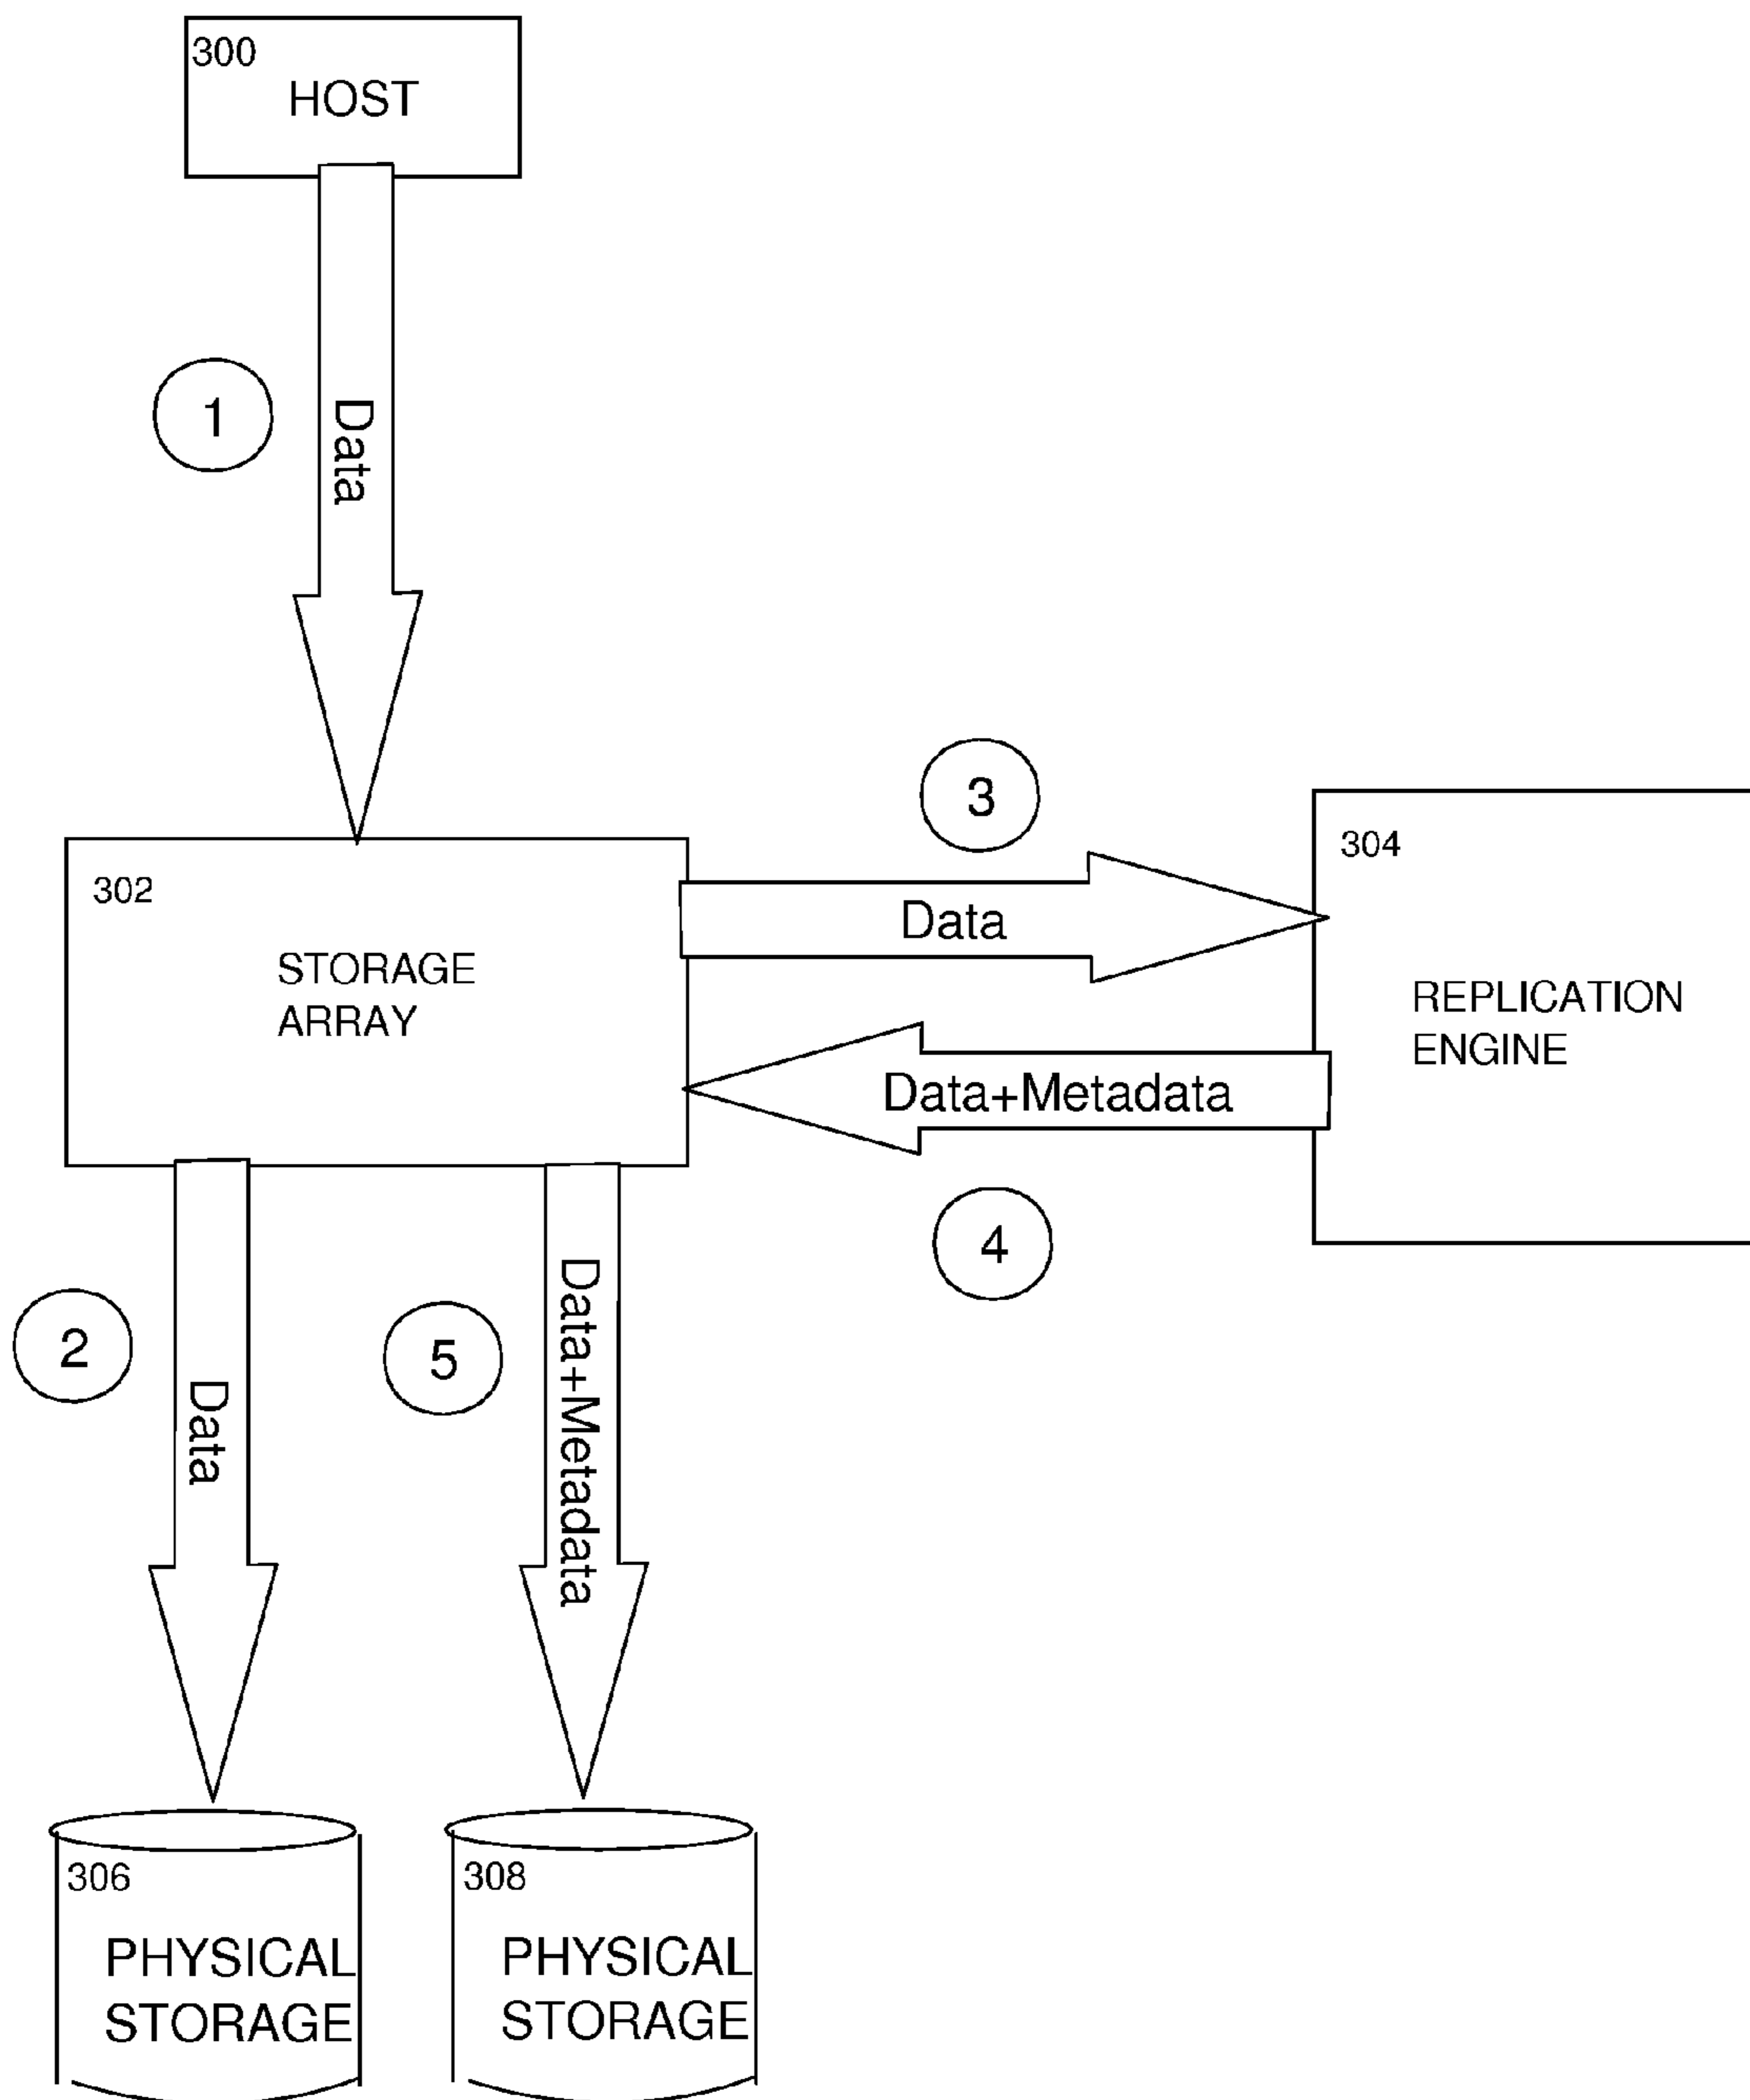 300
HOST
1
Data
3
304
302
Data
STORAGE
ARRAY
REPLICATION
ENGINE
Data+Metadata
4
2
5
Data
Data+Metadata
306
308
PHYSICAL
STORAGE
PHYSICAL
STORAGE